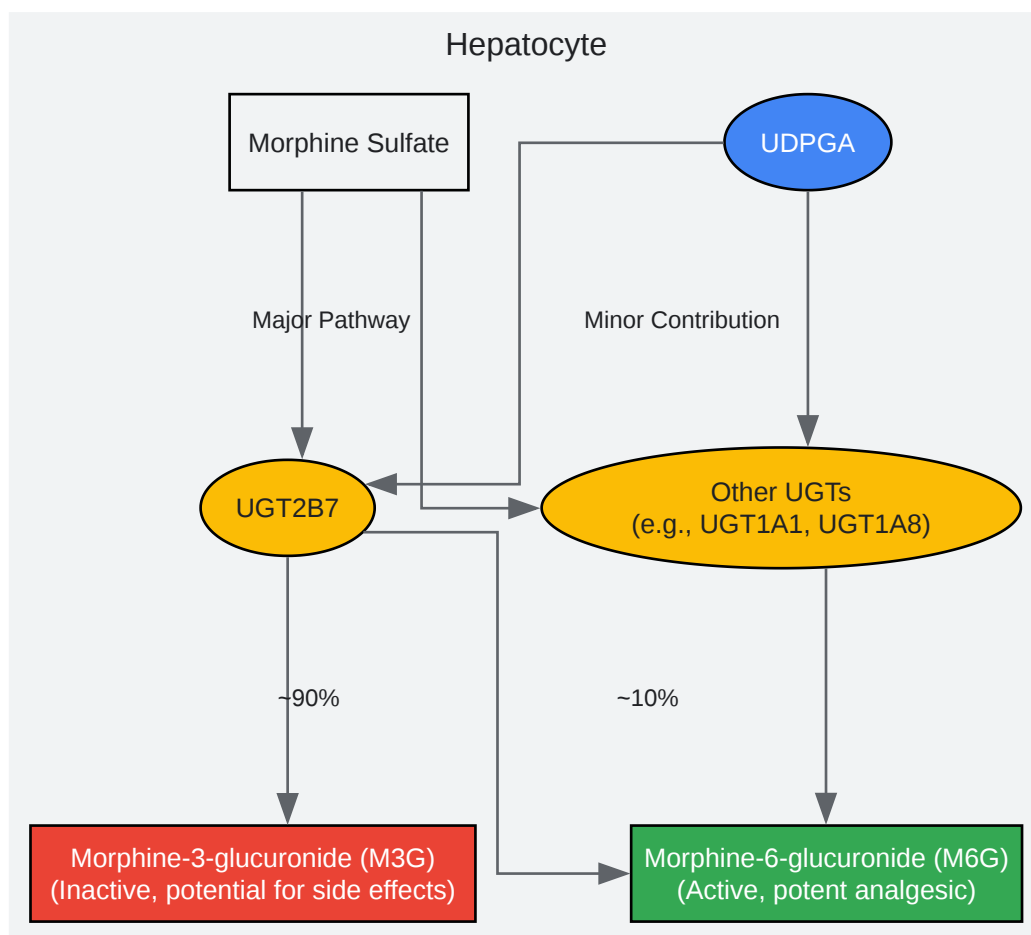 Hepatocyte
Morphine Sulfate
UDPGA
Major Pathway
Minor Contribution
UGT2B7
Other UGTs
(e.g., UGT1A1, UGT1A8)
~90%
~10%
Morphine-3-glucuronide (M3G)
(Inactive, potential for side effects)
Morphine-6-glucuronide (M6G)
(Active, potent analgesic)